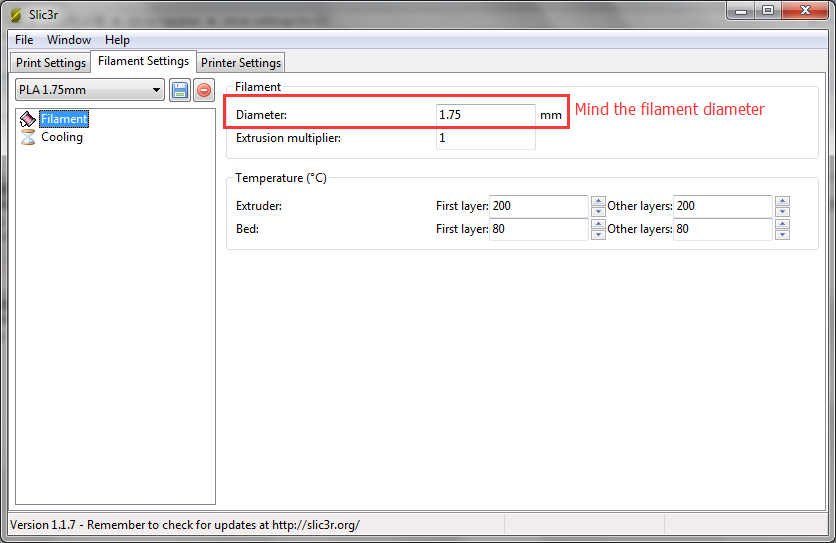 Slic3r
File Window Help
Print Settings Filament Settings Printer Settings
PLA 1.75mm
Filament
Cooling
Filament
Diameter: 1.75 mm Mind the filament diameter
Extrusion multiplier: 1
Temperature (°C)
Extruder: First layer: 200 Other layers: 200
Bed: First layer: 80 Other layers: 80
Version 1.1.7 - Remember to check for updates at http://slic3r.org/